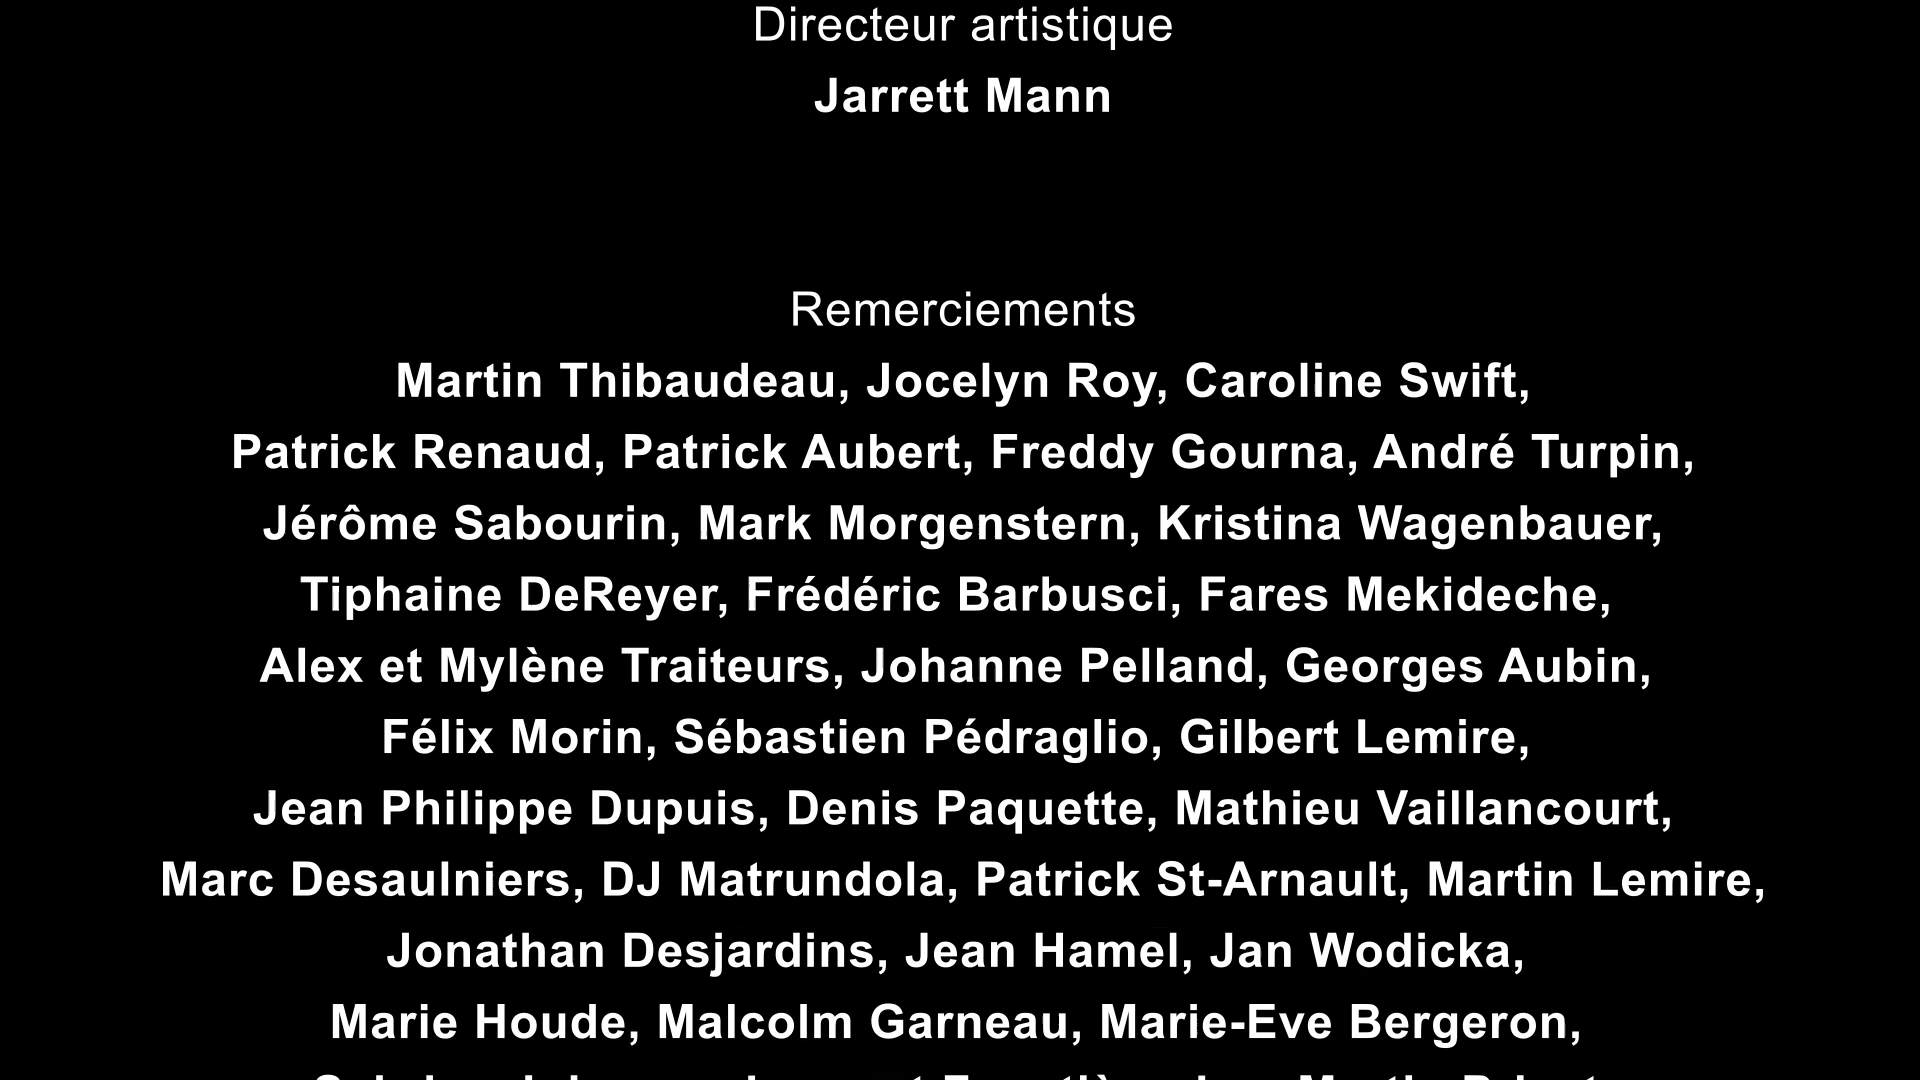 Directeur artistique
Jarrett Mann
Remerciements
Martin Thibaudeau, Jocelyn Roy, Caroline Swift,
Patrick Renaud, Patrick Aubert, Freddy Gourna, André Turpin,
Jérôme Sabourin, Mark Morgenstern, Kristina Wagenbauer,
Tiphaine DeReyer, Frédéric Barbusci, Fares Mekideche,
Alex et Mylène Traiteurs, Johanne Pelland, Georges Aubin,
Félix Morin, Sébastien Pédraglio, Gilbert Lemire,
Jean Philippe Dupuis, Denis Paquette, Mathieu Vaillancourt,
Marc Desaulniers, DJ Matrundola, Patrick St-Arnault, Martin Lemire,
Jonathan Desjardins, Jean Hamel, Jan Wodicka,
Marie Houde, Malcolm Garneau, Marie-Eve Bergeron,